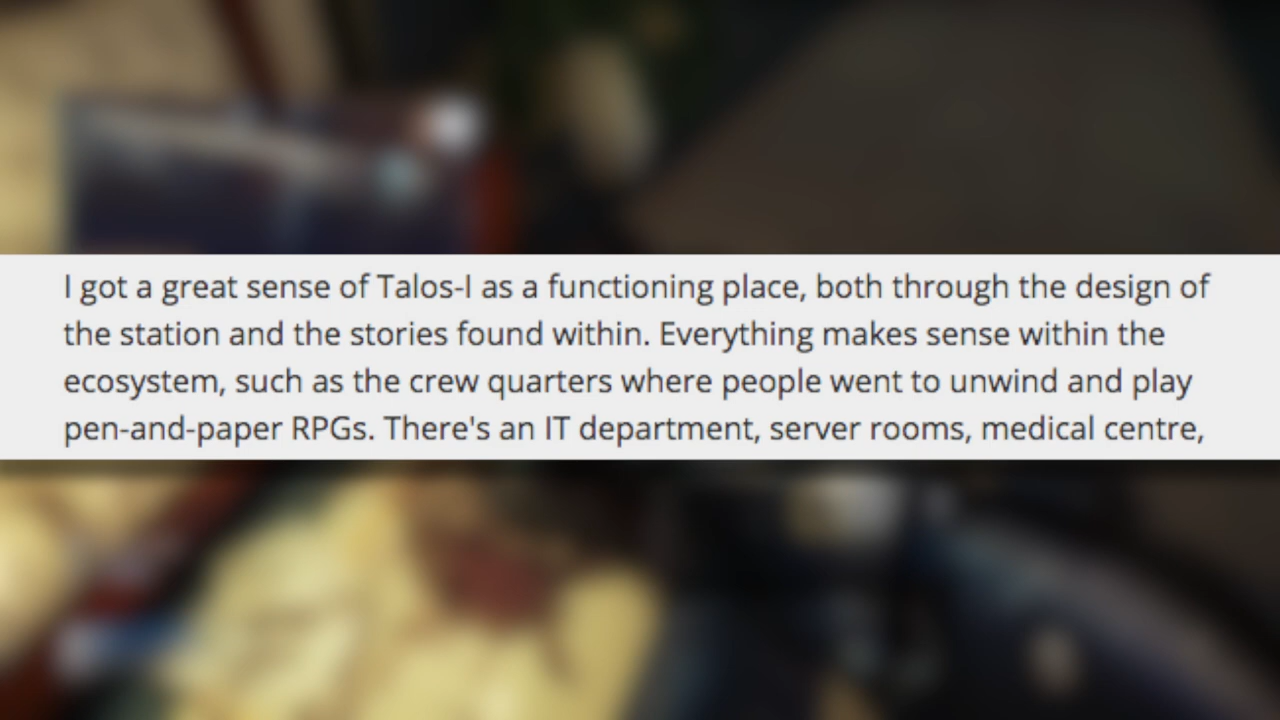 I got a great sense of Talos-I as a functioning place, both through the design of
the station and the stories found within. Everything makes sense within the
ecosystem, such as the crew quarters where people went to unwind and play
pen-and-paper RPGs. There's an IT department, server rooms, medical centre,